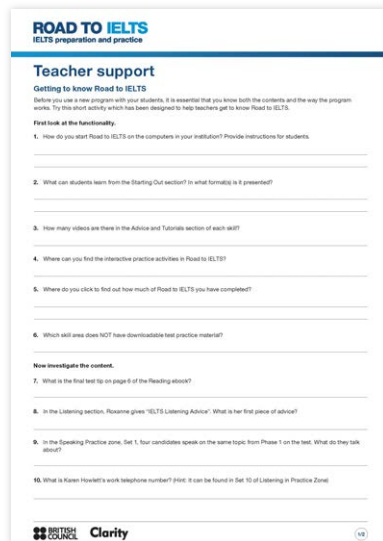 ROAD TO IELTS
IELTS preparation and practice
Teacher support
Getting to know Road to IELTS
Before you use a new program with your students, it is essential that you know both the contents and the way the program
works. Try this short activity which has been designed to help teachers get to know Road to IELTS.
First look at the functionality.
1. How do you start Road to IELTS on the computers in your institution? Provide instructions for students.
2. What can students learn from the Starting Out section? In what format(s) is it presented?
3. How many videos are there in the Advice and Tutorials section of each skill?
4. Where can you find the interactive practice activities in Road to IELTS?
5. Where do you click to find out how much of Road to IELTS you have completed?
6. Which skill area does NOT have downloadable test practice material?
Now investigate the content.
7. What is the final test tip on page 6 of the Reading ebook?
8. In the Listening section, Roxanne gives "IELTS Listening Advice". What is her first piece of advice?
9. In the Speaking Practice zone, Set 1, four candidates speak on the same topic from Phase 1 on the test. What do they talk
about?
10. What is Karen Howlett's work telephone number? (Hint: It can be found in Set 10 of Listening in Practice Zone)
BRITISH
COUNCIL
Clarity
1/2